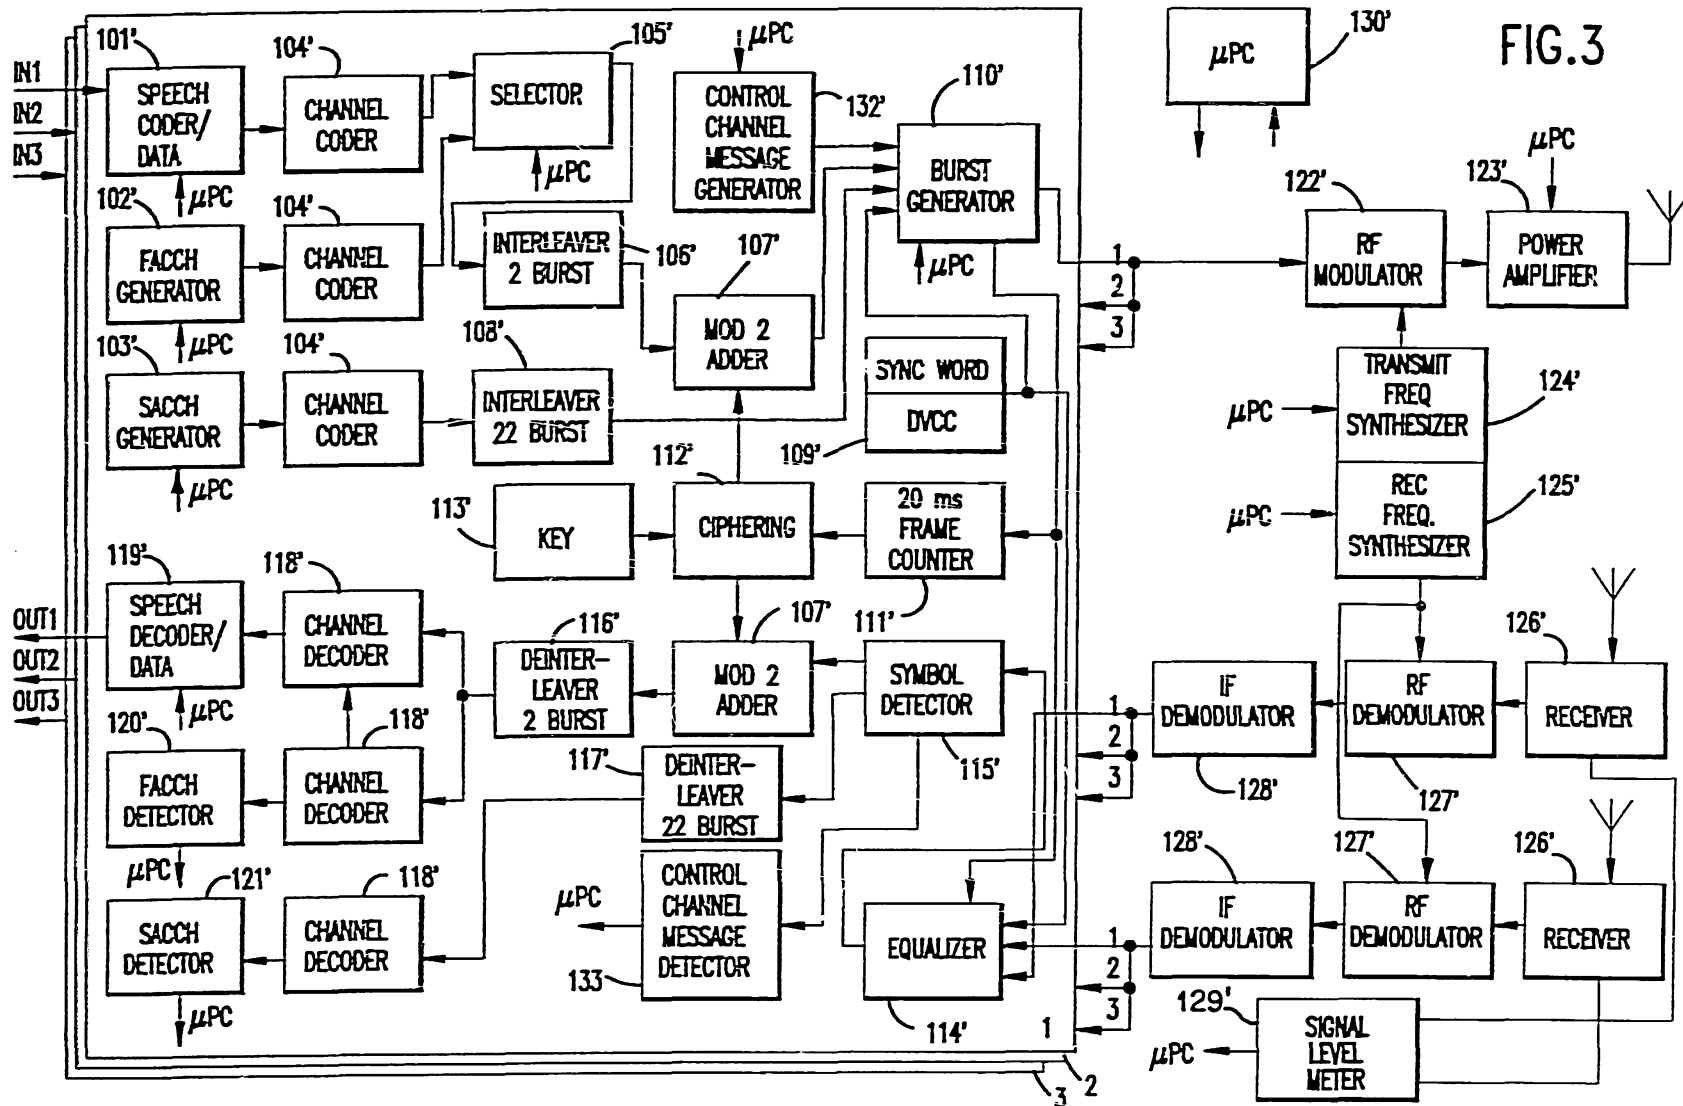 FIG.3
IN1
IN2
IN3
101'
SPEECH
CODER/
DATA
μPC
104'
CHANNEL
CODER
105'
SELECTOR
μPC
μPC
CONTROL
CHANNEL
MESSAGE
GENERATOR
132'
110'
BURST
GENERATOR
μPC
μPC
130'
102'
FACCH
GENERATOR
μPC
104'
CHANNEL
CODER
INTERLEAVER
2 BURST
106'
107'
MOD 2
ADDER
1
2
3
122'
RF
MODULATOR
μPC
123'
POWER
AMPLIFIER
103'
SACCH
GENERATOR
μPC
104'
CHANNEL
CODER
108'
INTERLEAVER
22 BURST
SYNC WORD
DVCC
109'
μPC
TRANSMIT
FREQ
SYNTHESIZER
124'
μPC
REC
FREQ.
SYNTHESIZER
125'
113'
KEY
112'
CIPHERING
20 ms
FRAME
COUNTER
111'
OUT1
OUT2
OUT3
119'
SPEECH
DECODER/
DATA
μPC
118'
CHANNEL
DECODER
116'
DEINTER-
LEAVER
2 BURST
107'
MOD 2
ADDER
SYMBOL
DETECTOR
115'
1
2
3
IF
DEMODULATOR
128'
RF
DEMODULATOR
127'
126'
RECEIVER
120'
FACCH
DETECTOR
μPC
118'
CHANNEL
DECODER
117'
DEINTER-
LEAVER
22 BURST
121'
SACCH
DETECTOR
μPC
118'
CHANNEL
DECODER
μPC
CONTROL
CHANNEL
MESSAGE
DETECTOR
133
EQUALIZER
114'
1
2
3
128'
IF
DEMODULATOR
127'
RF
DEMODULATOR
126'
RECEIVER
129'
SIGNAL
LEVEL
METER
μPC
1
2
3